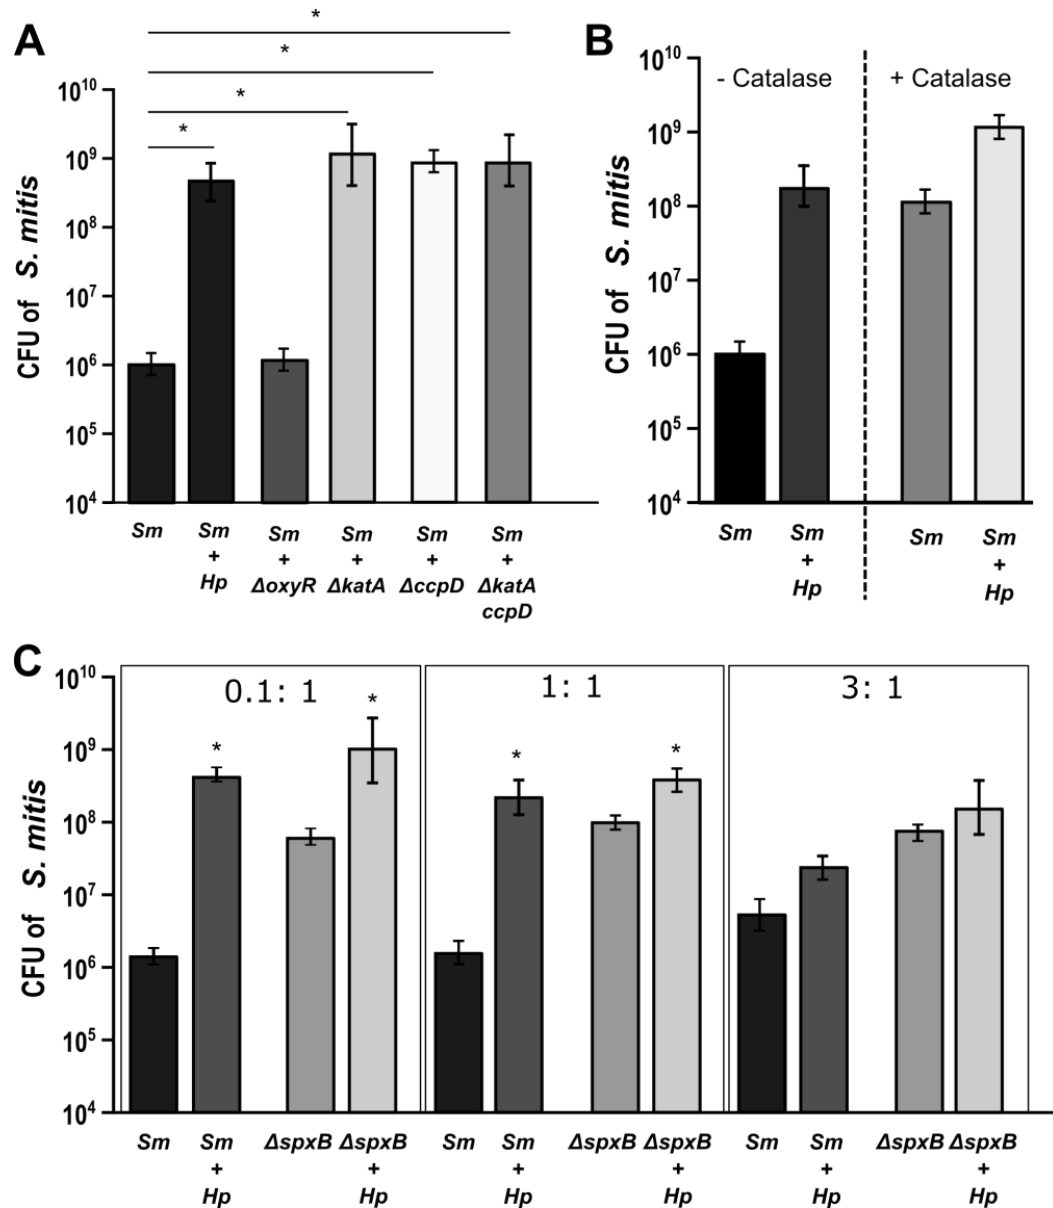 A
*
*
*
*
CFU of S. mitis
10^10
10^9
10^8
10^7
10^6
10^5
10^4
Sm
Sm + Hp
Sm + ΔoxyR
Sm + ΔkatA
Sm + ΔccpD
Sm + ΔkatA ccpD
B
- Catalase
+ Catalase
CFU of S. mitis
10^10
10^9
10^8
10^7
10^6
10^5
10^4
Sm
Sm + Hp
Sm
Sm + Hp
C
0.1: 1
1: 1
3: 1
*
*
*
*
CFU of S. mitis
10^10
10^9
10^8
10^7
10^6
10^5
10^4
Sm
Sm + Hp
ΔspxB
ΔspxB + Hp
Sm
Sm + Hp
ΔspxB
ΔspxB + Hp
Sm
Sm + Hp
ΔspxB
ΔspxB + Hp